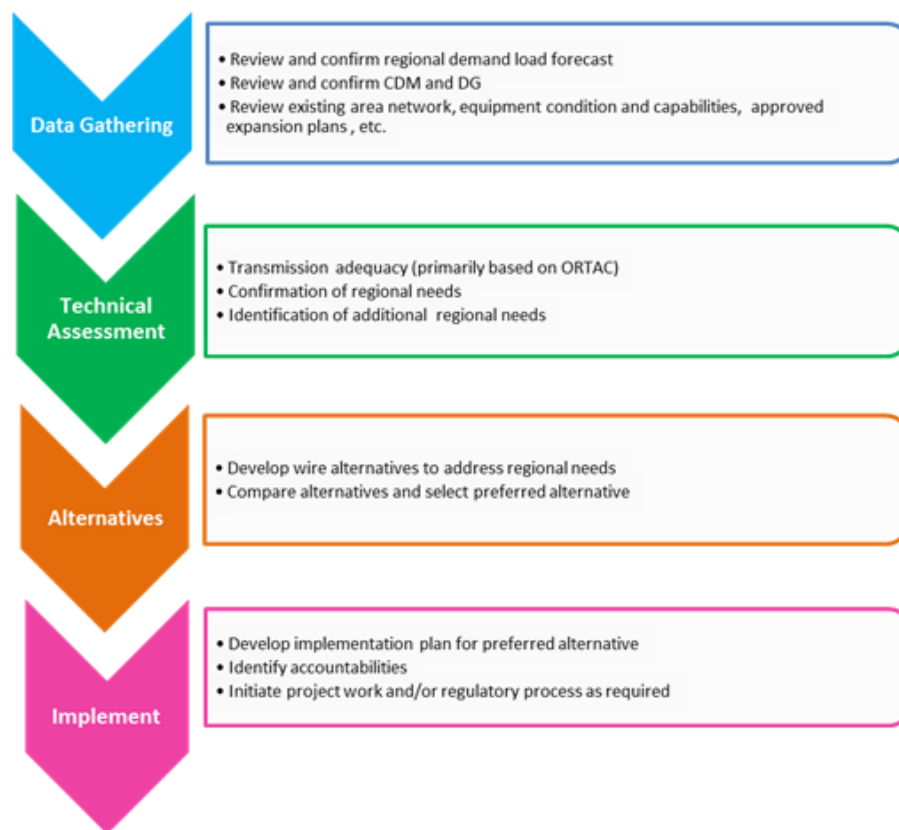 Data Gathering
• Review and confirm regional demand load forecast
• Review and confirm CDM and DG
• Review existing area network, equipment condition and capabilities, approved
expansion plans , etc.
Technical
Assessment
• Transmission adequacy (primarily based on ORTAC)
• Confirmation of regional needs
• Identification of additional regional needs
Alternatives
• Develop wire alternatives to address regional needs
• Compare alternatives and select preferred alternative
Implement
• Develop implementation plan for preferred alternative
• Identify accountabilities
• Initiate project work and/or regulatory process as required